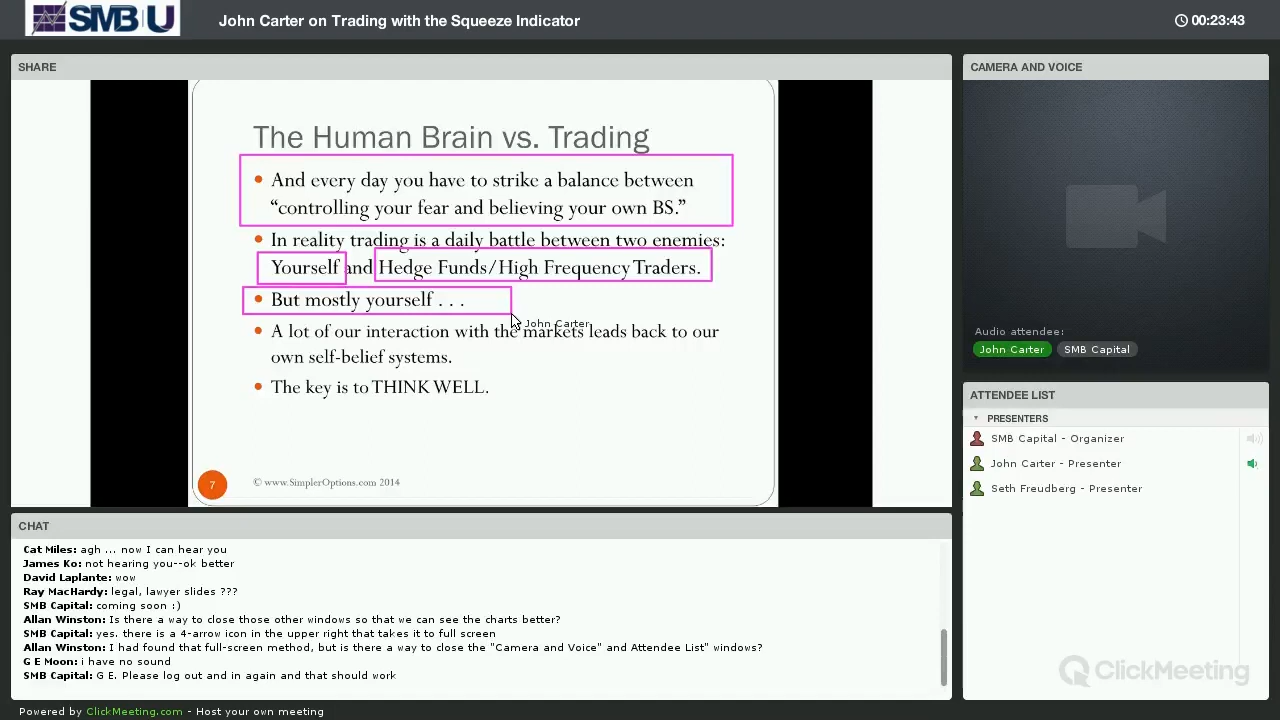 SMB U
John Carter on Trading with the Squeeze Indicator
00:23:43
SHARE
The Human Brain vs. Trading
And every day you have to strike a balance between
“controlling your fear and believing your own BS.”
In reality trading is a daily battle between two enemies:
Yourself and Hedge Funds/High Frequency Traders.
But mostly yourself . . .
John Carter
A lot of our interaction with the markets leads back to our
own self-belief systems.
The key is to THINK WELL.
7
© www.SimplerOptions.com 2014
CAMERA AND VOICE
Audio attendee:
John Carter
SMB Capital
ATTENDEE LIST
PRESENTERS
SMB Capital - Organizer
John Carter - Presenter
Seth Freudberg - Presenter
ClickMeeting
CHAT
Cat Miles: agh ... now I can hear you
James Ko: not hearing you--ok better
David Laplante: wow
Ray MacHardy: legal, lawyer slides ???
SMB Capital: coming soon :)
Allan Winston: Is there a way to close those other windows so that we can see the charts better?
SMB Capital: yes. there is a 4-arrow icon in the upper right that takes it to full screen
Allan Winston: I had found that full-screen method, but is there a way to close the "Camera and Voice" and Attendee List" windows?
G E Moon: i have no sound
SMB Capital: G E. Please log out and in again and that should work
Powered by ClickMeeting.com - Host your own meeting